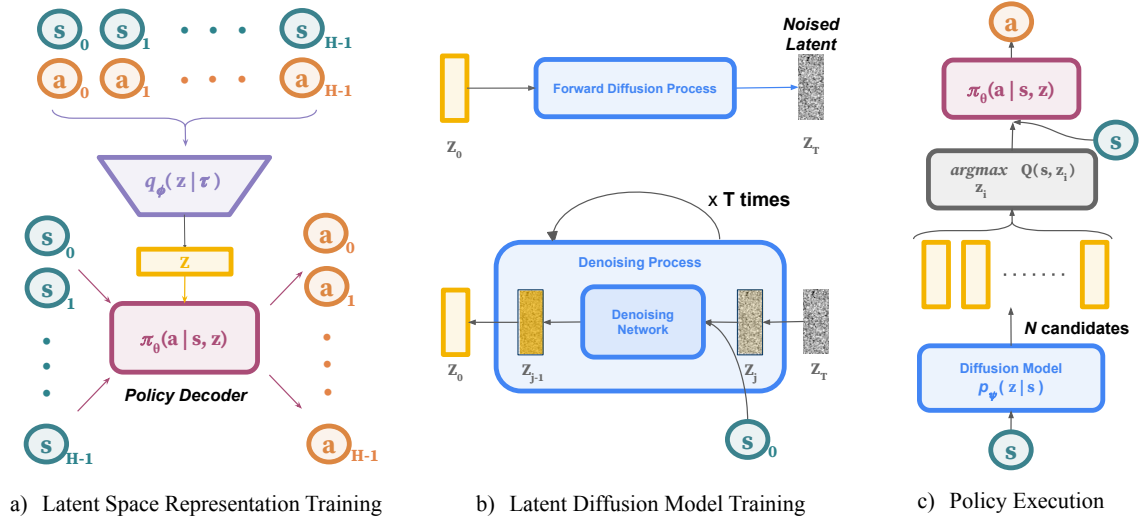 s0 s1 • • • sH-1
a0 a1 • • • aH-1
qϕ(z|τ)
z
s0
s1
sH-1
πθ(a|s, z)
Policy Decoder
a0
a1
aH-1
a) Latent Space Representation Training
Noised
Latent
Forward Diffusion Process
Z0
ZT
x T times
Denoising Process
Denoising
Network
Z0
Zj-1
Zj
ZT
s0
b) Latent Diffusion Model Training
a
πθ(a|s, z)
s
argmax Q(s, zi)
zi
.......
N candidates
Diffusion Model
pψ(z|s)
s
c) Policy Execution